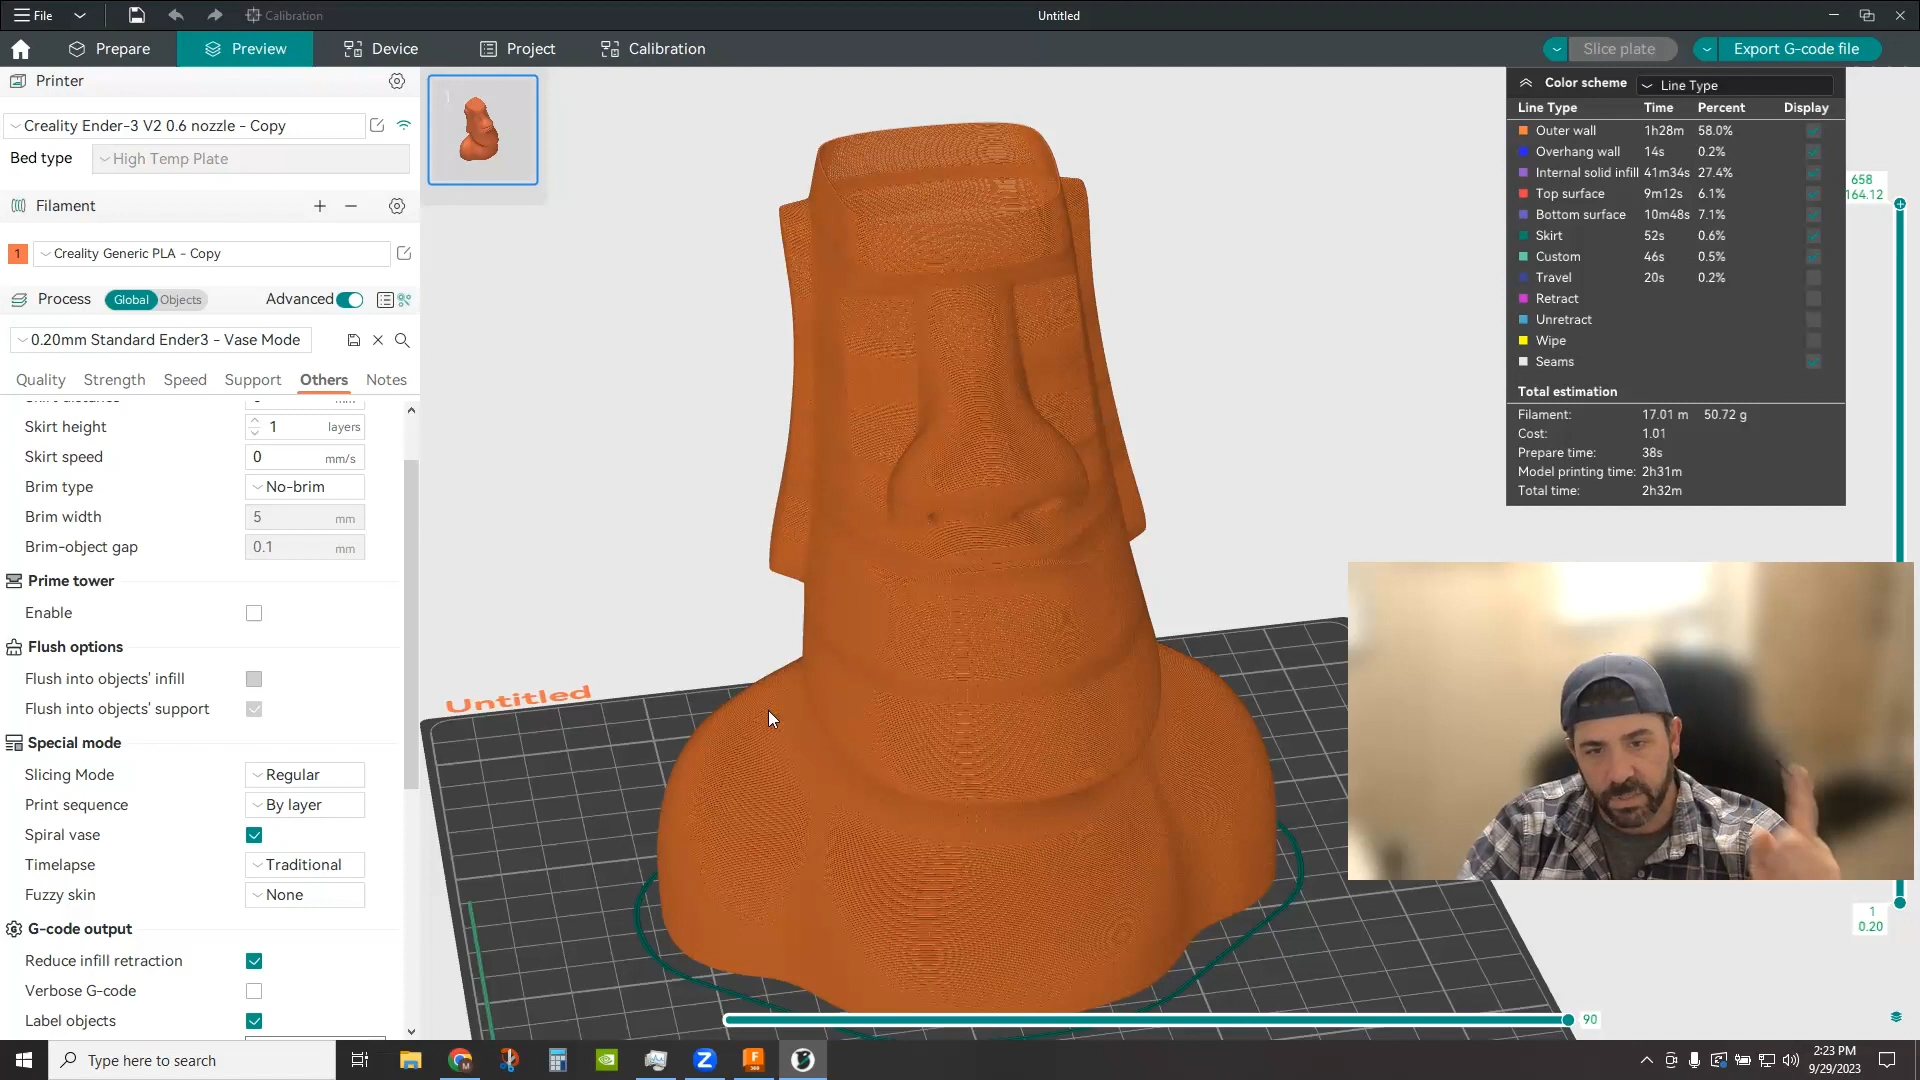 File
Calibration
Untitled
Prepare
Preview
Device
Project
Calibration
Slice plate
Export G-code file
Printer
Creality Ender-3 V2 0.6 nozzle - Copy
Bed type
High Temp Plate
Filament
1
Creality Generic PLA - Copy
Process
Global
Objects
Advanced
0.20mm Standard Ender3 - Vase Mode
Quality
Strength
Speed
Support
Others
Notes
Skirt height
1
layers
Skirt speed
0
mm/s
Brim type
No-brim
Brim width
5
mm
Brim-object gap
0.1
mm
Prime tower
Enable
Flush options
Flush into objects' infill
Flush into objects' support
Special mode
Slicing Mode
Regular
Print sequence
By layer
Spiral vase
Timelapse
Traditional
Fuzzy skin
None
G-code output
Reduce infill retraction
Verbose G-code
Label objects
Untitled
Color scheme
Line Type
Line Type Time Percent Display
Outer wall 1h28m 58.0%
Overhang wall 14s 0.2%
Internal solid infill 41m34s 27.4%
Top surface 9m12s 6.1%
Bottom surface 10m48s 7.1%
Skirt 52s 0.6%
Custom 46s 0.5%
Travel 20s 0.2%
Retract
Unretract
Wipe
Seams
Total estimation
Filament: 17.01 m 50.72 g
Cost: 1.01
Prepare time: 38s
Model printing time: 2h31m
Total time: 2h32m
658
164.12
1
0.20
90
Type here to search
2:23 PM
9/29/2023